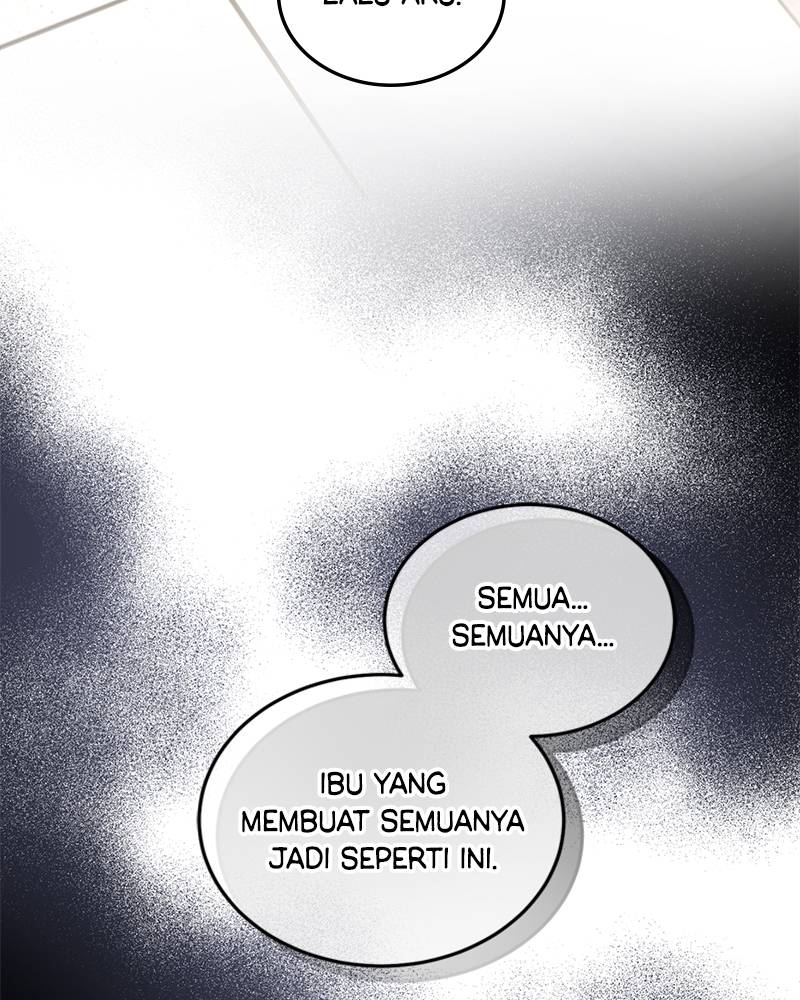 SEMUA...
SEMUANYA...
IBU YANG
MEMBUAT SEMUANYA
JADI SEPERTI INI.